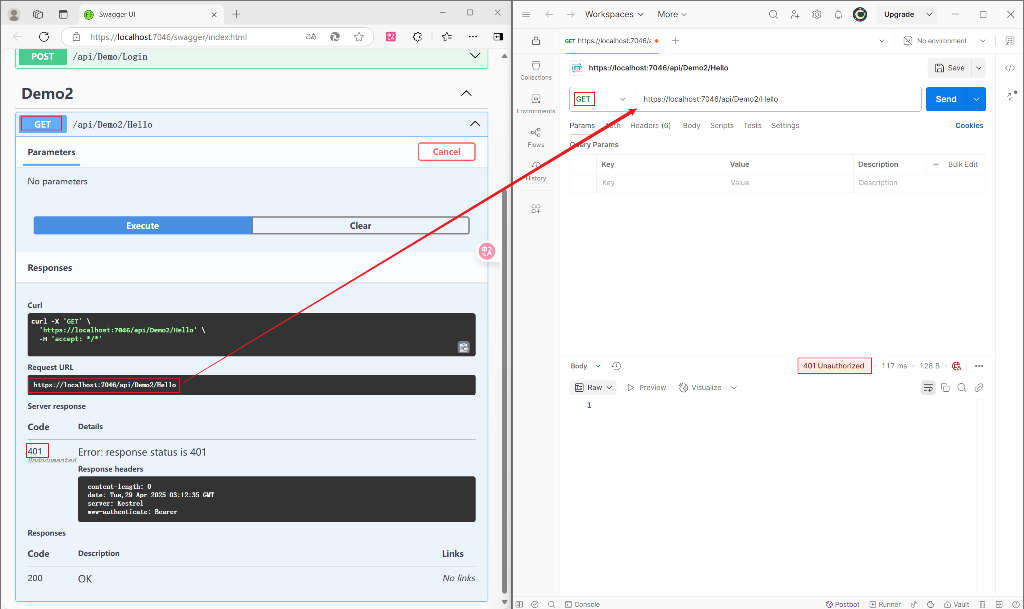 Swagger UI
https://localhost:7046/swagger/index.html
POST /api/Demo/Login
Demo2
GET /api/Demo2/Hello
Parameters
Cancel
No parameters
Execute
Clear
Responses
Curl
curl -X 'GET' \
'https://localhost:7046/api/Demo2/Hello' \
-H 'accept: */*'
Request URL
https://localhost:7046/api/Demo2/Hello
Server response
Code Details
401 Error: response status is 401
Undocumented
Response headers
content-length: 0
date: Tue,29 Apr 2025 03:12:35 GMT
server: Kestrel
www-authenticate: Bearer
Responses
Code Description Links
200 OK No links
Workspaces More Upgrade
GET https://localhost:7046/a No environment
Collections
Environments
Flows
History
https://localhost:7046/api/Demo2/Hello Save
GET https://localhost:7046/api/Demo2/Hello Send
Params Auth Headers (6) Body Scripts Tests Settings Cookies
Query Params
Key Value Description Bulk Edit
Key Value Description
Body 401 Unauthorized 117 ms 128 B
Raw Preview Visualize
1
Console Postbot Runner Vault